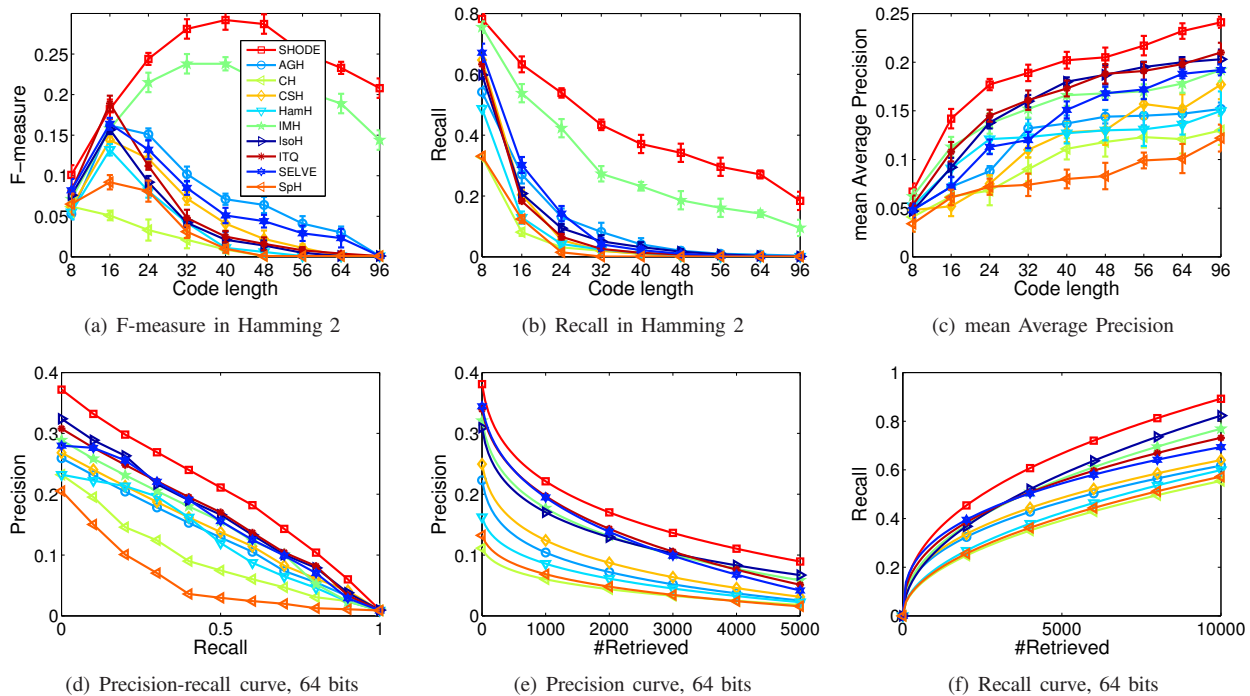 0.25
0.2
0.15
0.1
0.05
0
F−measure
8 16 24 32 40 48 56 64 96
Code length
SHODE
AGH
CH
CSH
HamH
IMH
IsoH
ITQ
SELVE
SpH
(a) F-measure in Hamming 2
0.8
0.6
0.4
0.2
0
Recall
8 16 24 32 40 48 56 64 96
Code length
(b) Recall in Hamming 2
0.25
0.2
0.15
0.1
0.05
0
mean Average Precision
8 16 24 32 40 48 56 64 96
Code length
(c) mean Average Precision
0.4
0.3
0.2
0.1
0
Precision
0 0.5 1
Recall
(d) Precision-recall curve, 64 bits
0.4
0.3
0.2
0.1
0
Precision
0 1000 2000 3000 4000 5000
#Retrieved
(e) Precision curve, 64 bits
1
0.8
0.6
0.4
0.2
0
Recall
0 5000 10000
#Retrieved
(f) Recall curve, 64 bits